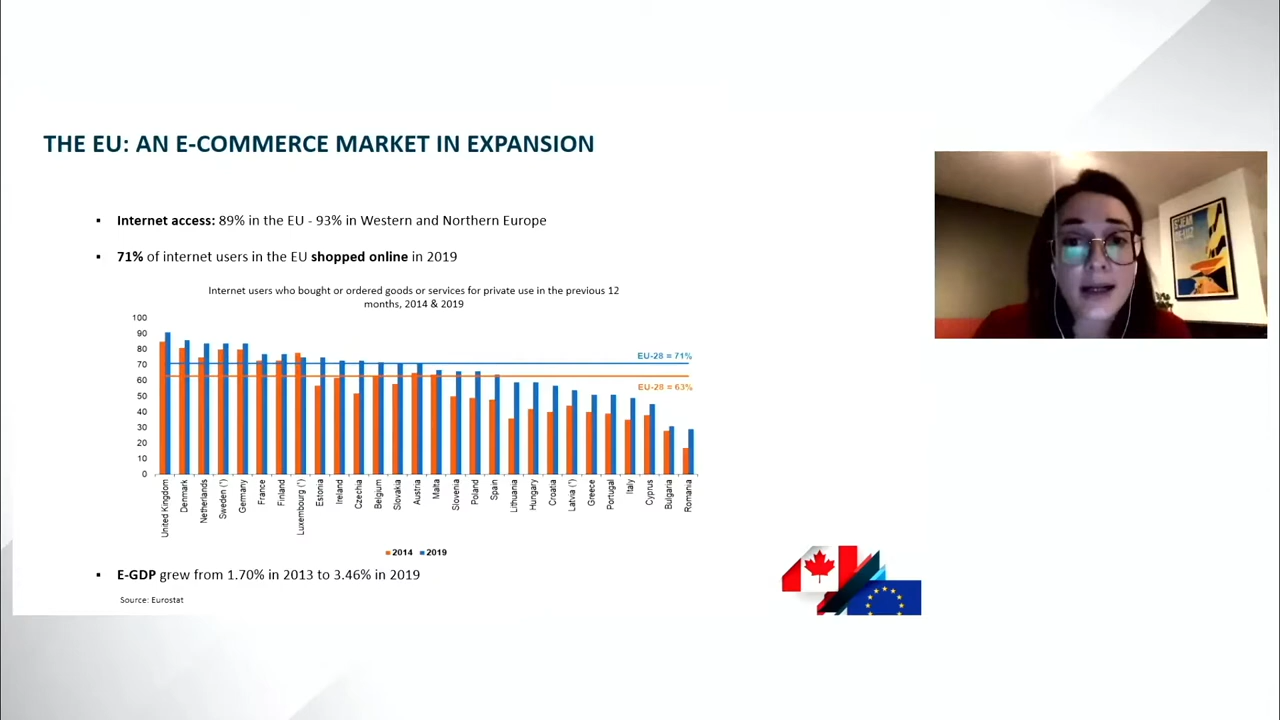 THE EU: AN E-COMMERCE MARKET IN EXPANSION
▪ Internet access: 89% in the EU - 93% in Western and Northern Europe
▪ 71% of internet users in the EU shopped online in 2019
Internet users who bought or ordered goods or services for private use in the previous 12
months, 2014 & 2019
100
90
80
70
60
50
40
30
20
10
0
EU-28 = 71%
EU-28 = 63%
United Kingdom
Denmark
Netherlands
Sweden (¹)
Germany
France
Finland
Luxembourg (¹)
Estonia
Ireland
Czechia
Belgium
Slovakia
Austria
Malta
Slovenia
Poland
Spain
Lithuania
Hungary
Croatia
Latvia (¹)
Greece
Portugal
Italy
Cyprus
Bulgaria
Romania
2014 2019
▪ E-GDP grew from 1.70% in 2013 to 3.46% in 2019
Source: Eurostat
ST JEAN
DE-LUZ